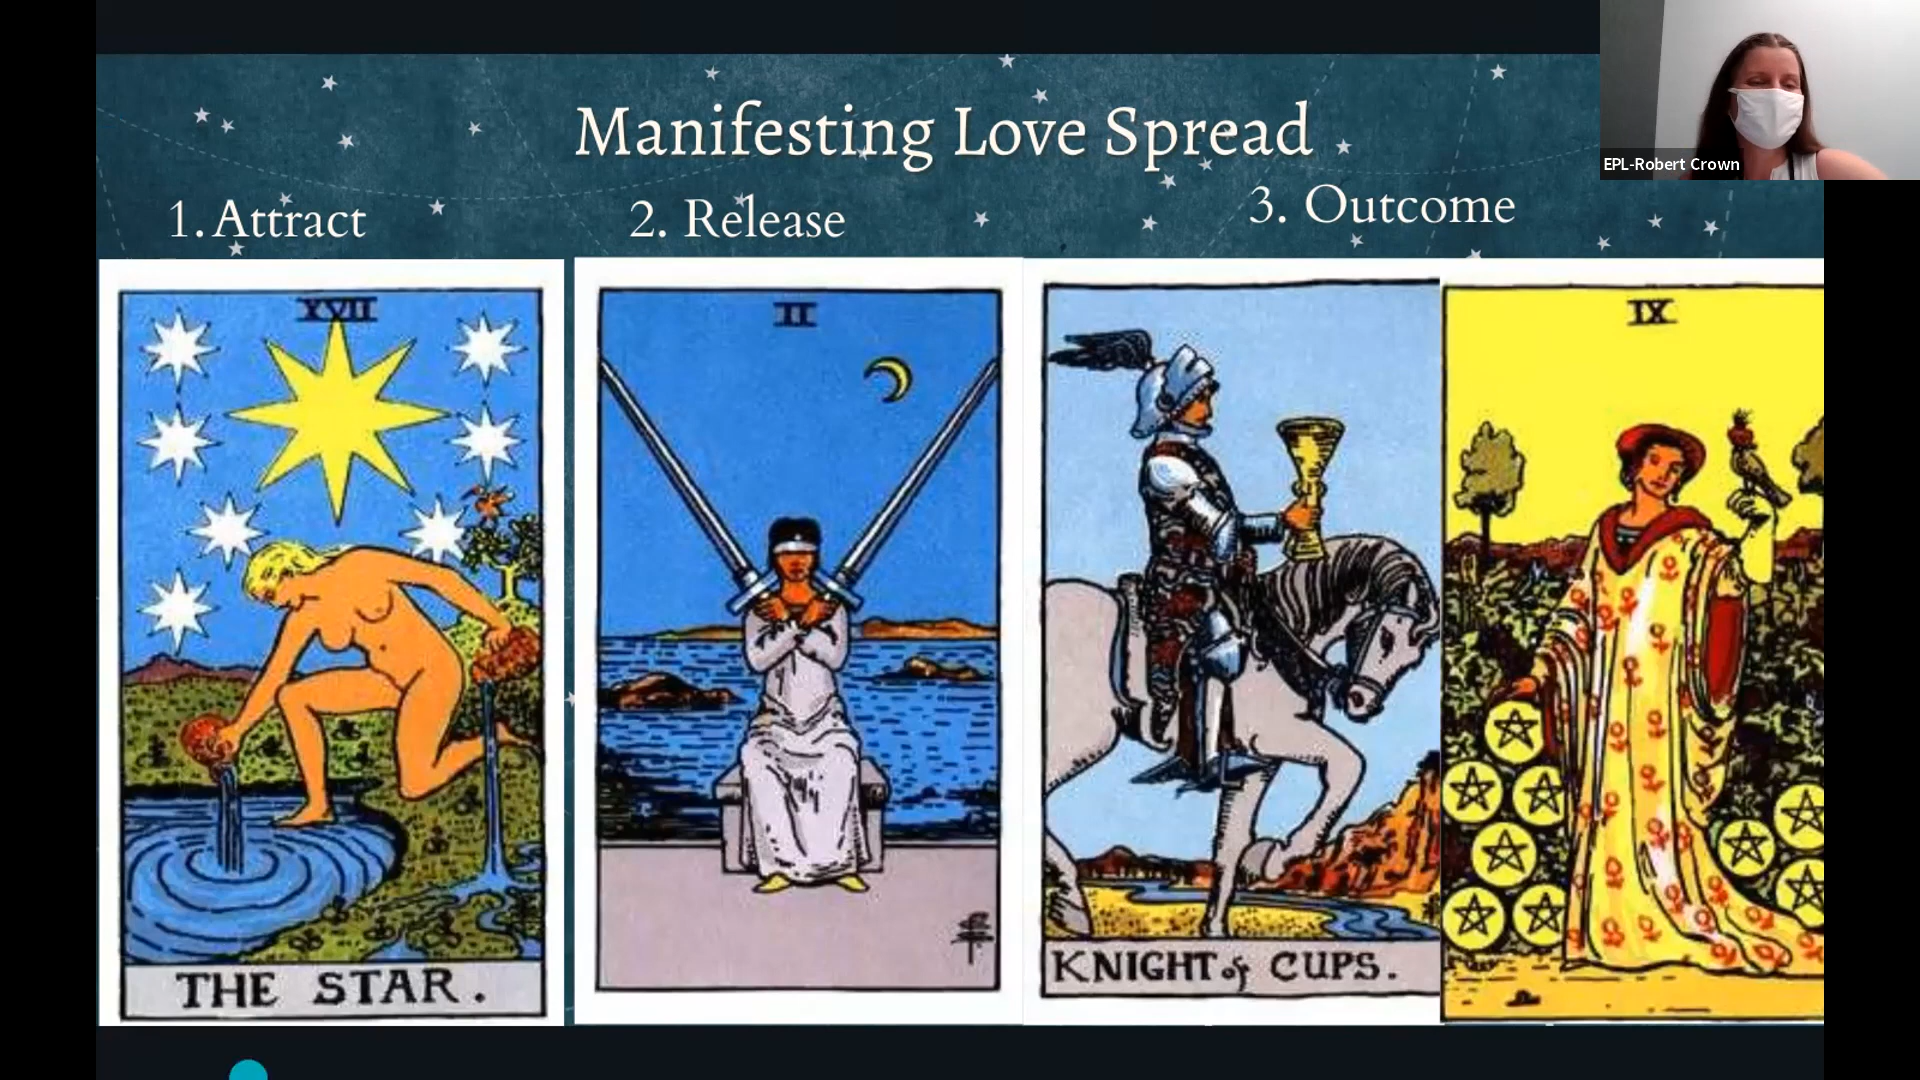 Manifesting Love Spread
EPL-Robert Crown
1. Attract
2. Release
3. Outcome
XVII
II
IX
THE STAR.
KNIGHT of CUPS.